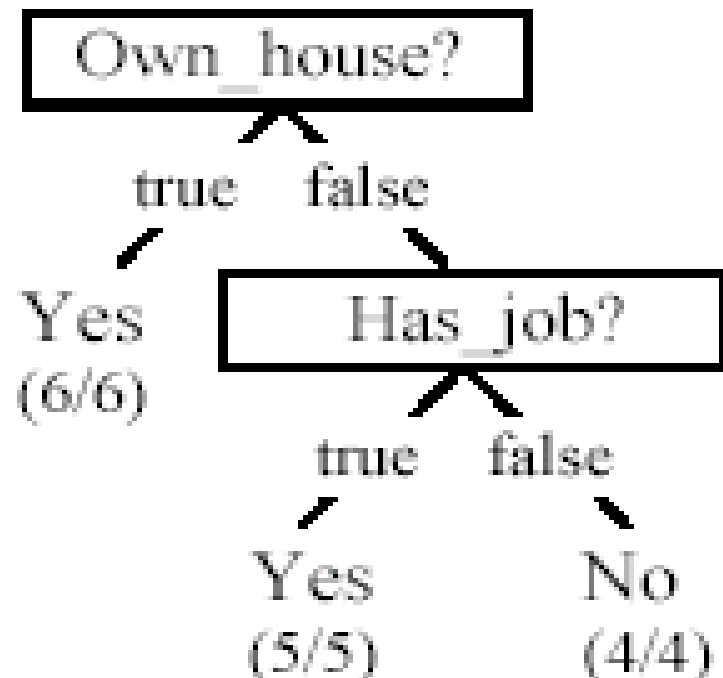 Own_house?
true false
Yes
(6/6)
Has_job?
true false
Yes No
(5/5) (4/4)